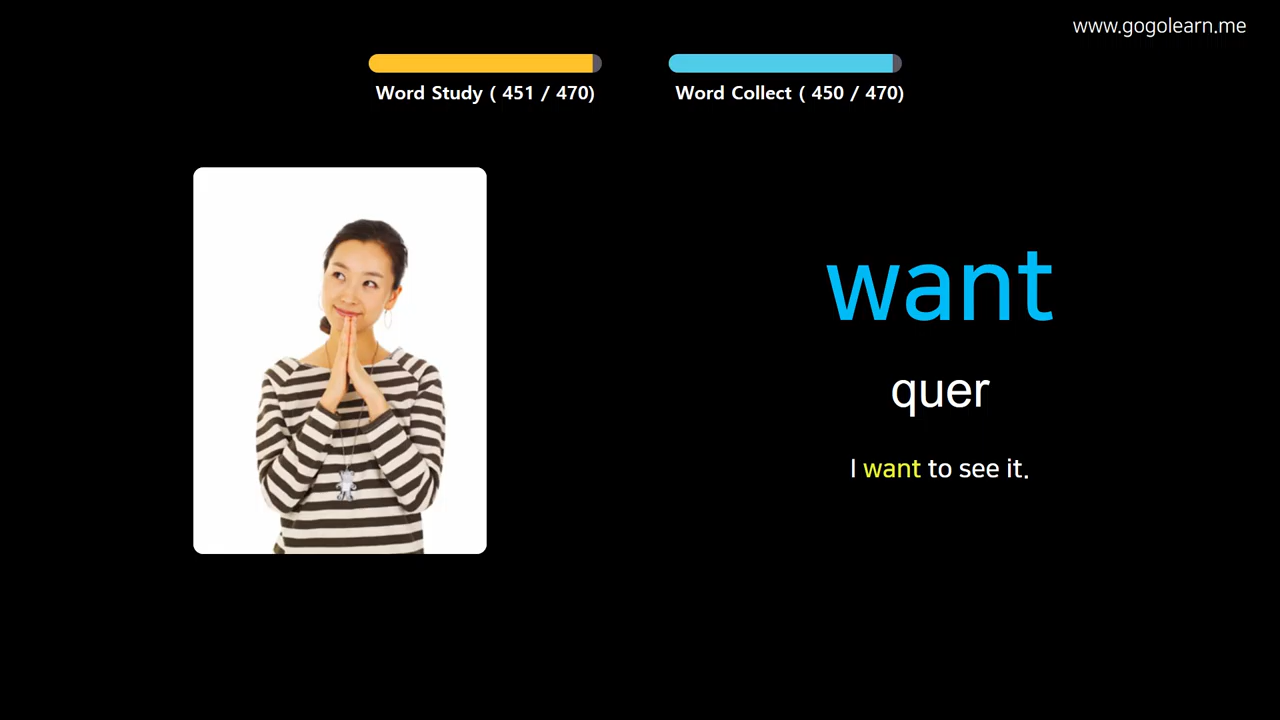 www.gogolearn.me
Word Study ( 451 / 470)
Word Collect ( 450 / 470)
want
quer
I want to see it.